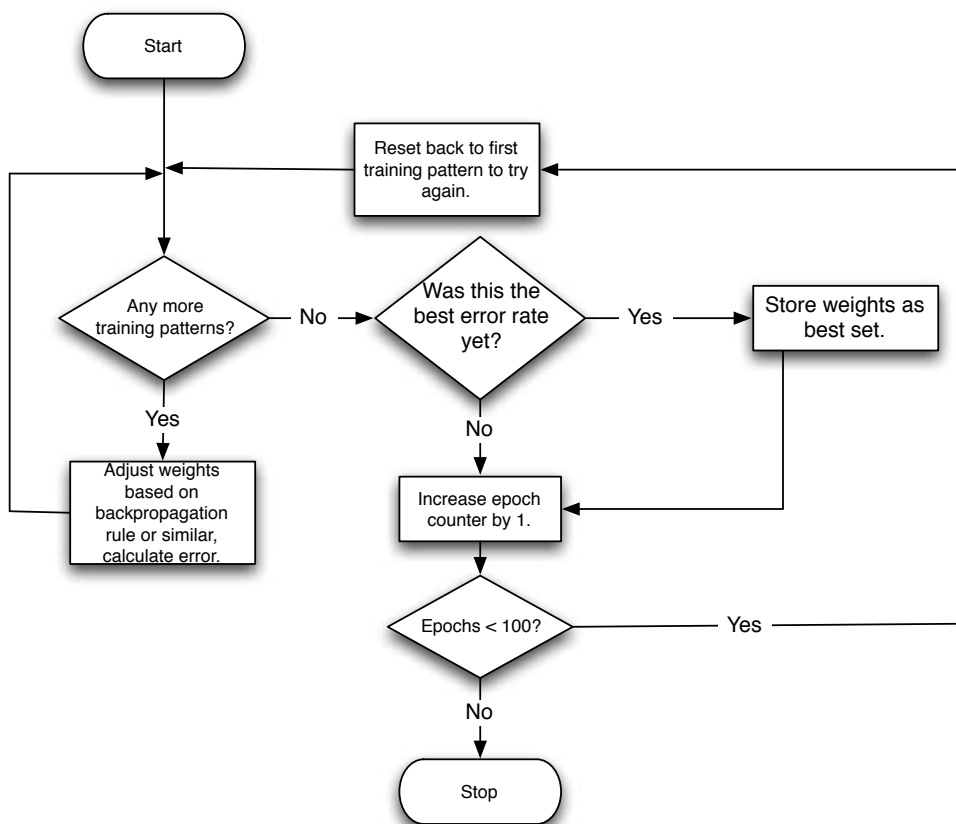 Start
Reset back to first
training pattern to try
again.
Any more
training patterns?
No
Was this the
best error rate
yet?
Yes
Store weights as
best set.
Yes
No
Adjust weights
based on
backpropagation
rule or similar,
calculate error.
Increase epoch
counter by 1.
Epochs < 100?
Yes
No
Stop